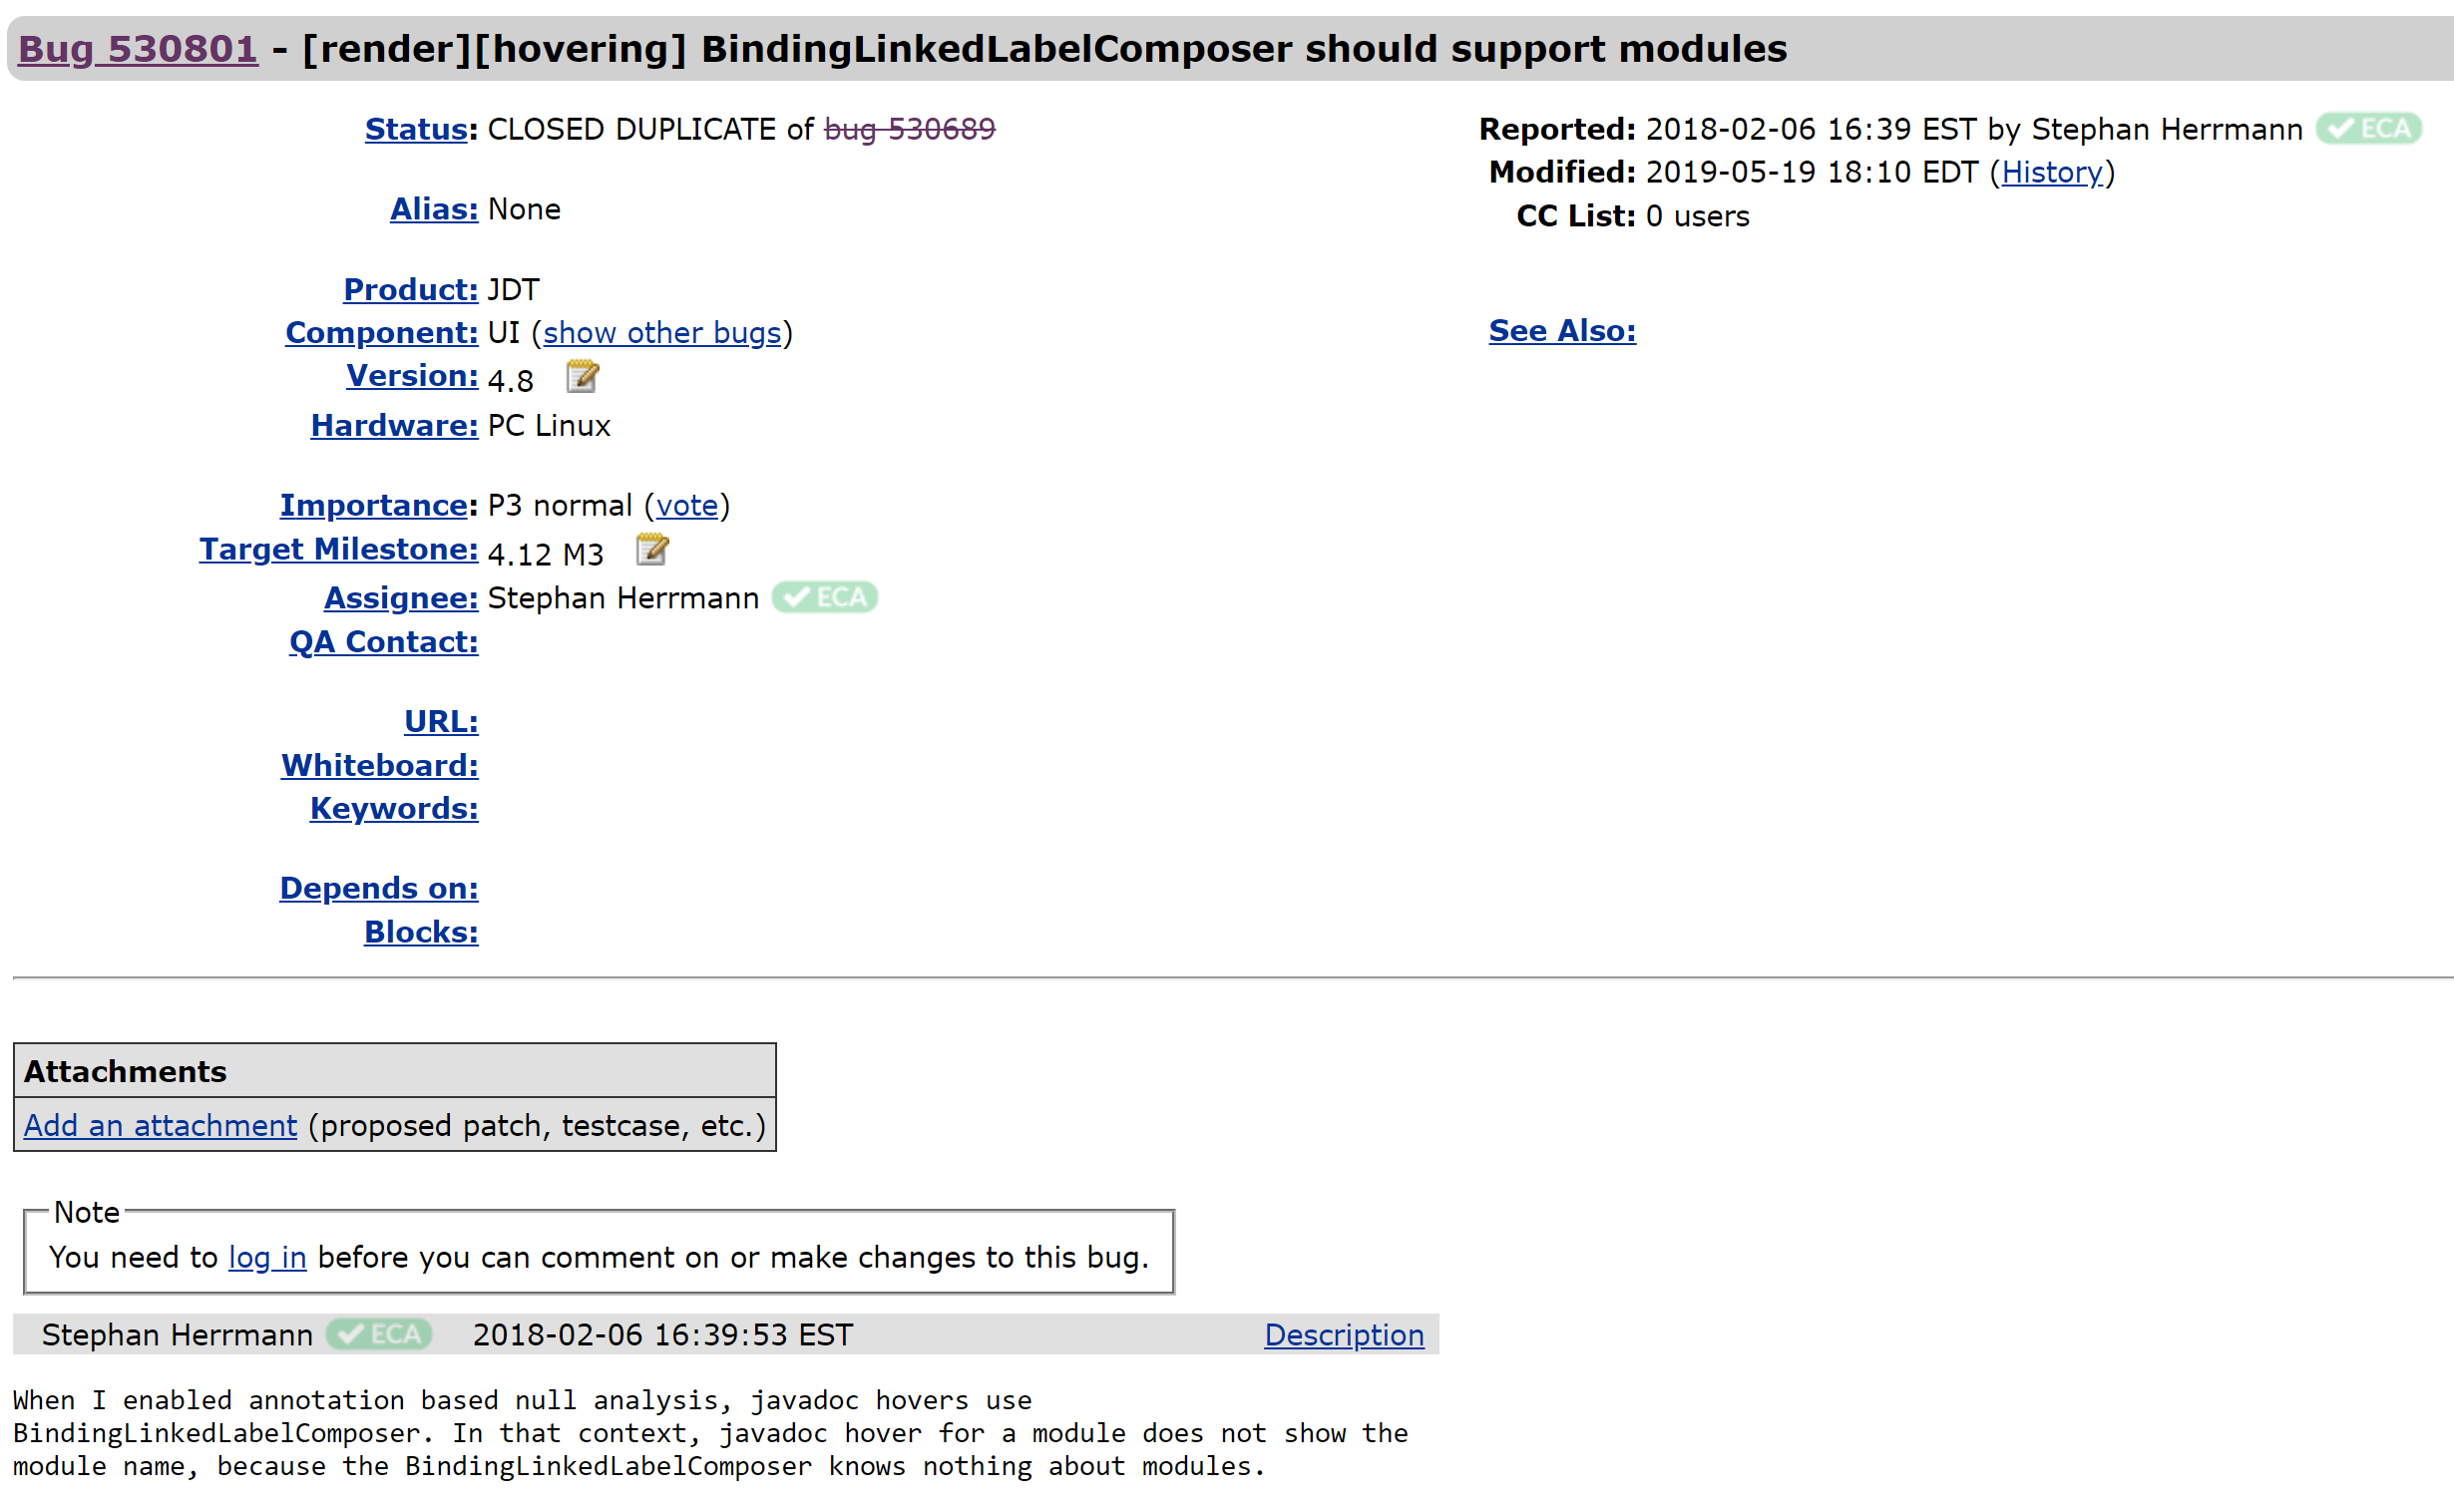 Bug 530801 - [render][hovering] BindingLinkedLabelComposer should support modules
Status: CLOSED DUPLICATE of bug 530689
Alias: None
Product: JDT
Component: UI (show other bugs)
Version: 4.8
Hardware: PC Linux
Importance: P3 normal (vote)
Target Milestone: 4.12 M3
Assignee: Stephan Herrmann ECA
QA Contact:
URL:
Whiteboard:
Keywords:
Depends on:
Blocks:
Reported: 2018-02-06 16:39 EST by Stephan Herrmann ECA
Modified: 2019-05-19 18:10 EDT (History)
CC List: 0 users
See Also:
Attachments
Add an attachment (proposed patch, testcase, etc.)
Note
You need to log in before you can comment on or make changes to this bug.
Stephan Herrmann ECA 2018-02-06 16:39:53 EST Description
When I enabled annotation based null analysis, javadoc hovers use
BindingLinkedLabelComposer. In that context, javadoc hover for a module does not show the
module name, because the BindingLinkedLabelComposer knows nothing about modules.